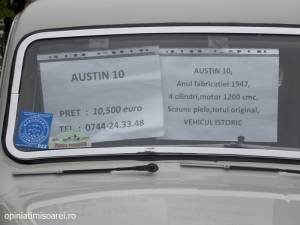 AUSTIN 10
PRET : 10,500 euro
TEL : 0744-24.33.48
AUSTIN 10,
Anul fabricatiei 1947,
4 cilindri,motor 1200 cmc,
Scaune piele,totul original,
VEHICUL ISTORIC
opiniatimisoarei.ro